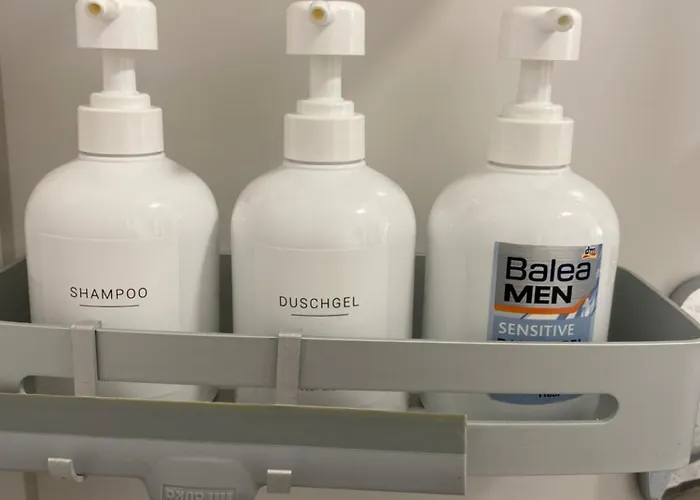 SHAMPOO
DUSCHGEL
dm
Balea
MEN
SENSITIVE